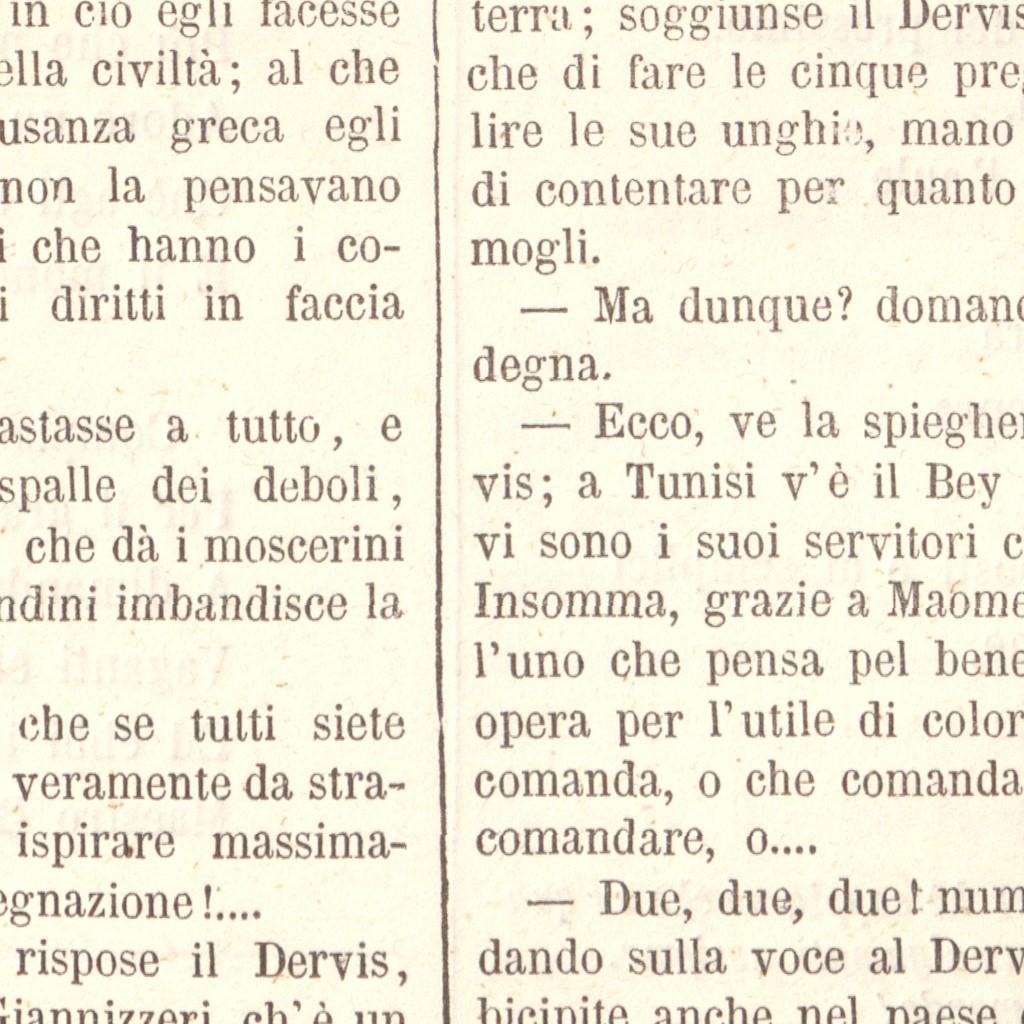 in ciò egli facesse
ella civiltà; al che
usanza greca egli
non la pensavano
i che hanno i co-
i diritti in faccia
astasse a tutto, e
spalle dei deboli,
che dà i moscerini
ndini imbandisce la
che se tutti siete
veramente da stra-
ispirare massima-
egnazione!....
rispose il Dervis,
Giannizzeri, ch'è un
terra; soggiunse il Dervis
che di fare le cinque preg
lire le sue unghie, mano
di contentare per quanto
mogli.
— Ma dunque? domand
degna.
— Ecco, ve la spiegher
vis; a Tunisi v'è il Bey
vi sono i suoi servitori c
Insomma, grazie a Maome
l'uno che pensa pel bene
opera per l'utile di color
comanda, o che comanda
comandare, o....
— Due, due, due! num
dando sulla voce al Derv
bicipite anche nel paese